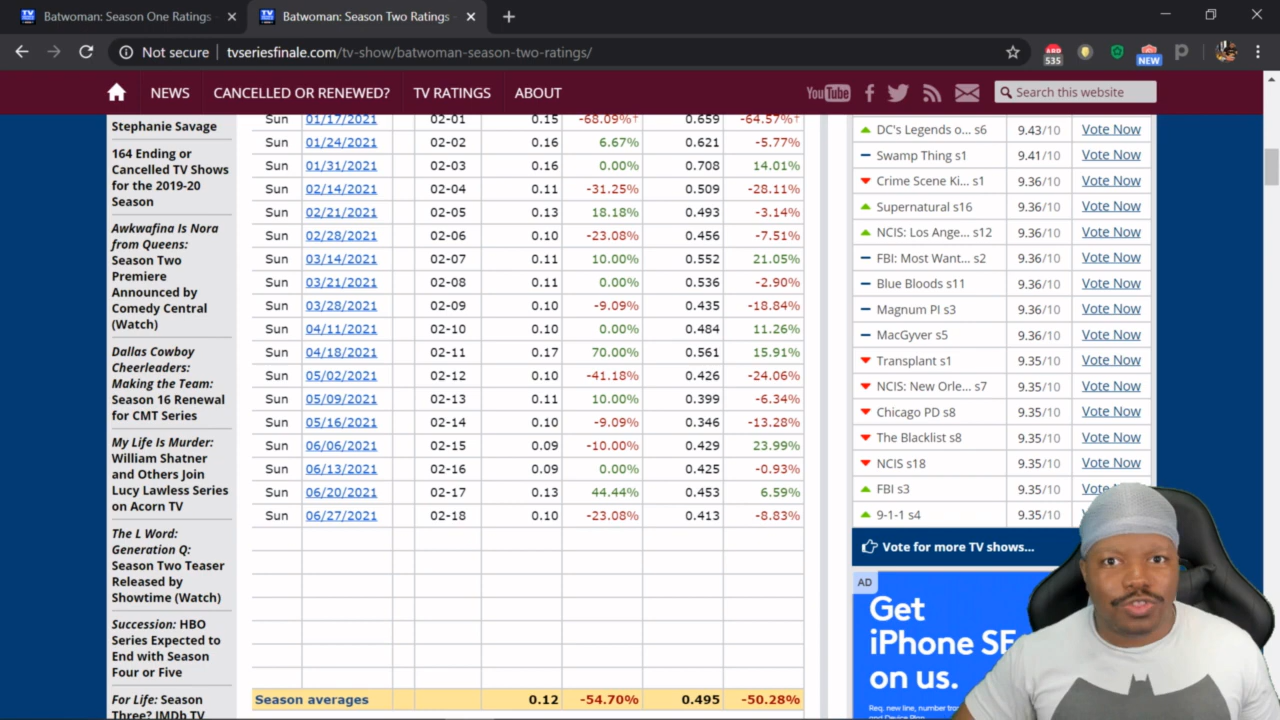 Batwoman: Season One Ratings
Batwoman: Season Two Ratings
Not secure | tvseriesfinale.com/tv-show/batwoman-season-two-ratings/
535
NEW
NEWS CANCELLED OR RENEWED? TV RATINGS ABOUT
YouTube
Search this website
Stephanie Savage
164 Ending or
Cancelled TV Shows
for the 2019-20
Season
Awkwafina Is Nora
from Queens:
Season Two
Premiere
Announced by
Comedy Central
(Watch)
Dallas Cowboy
Cheerleaders:
Making the Team:
Season 16 Renewal
for CMT Series
My Life Is Murder:
William Shatner
and Others Join
Lucy Lawless Series
on Acorn TV
The L Word:
Generation Q:
Season Two Teaser
Released by
Showtime (Watch)
Succession: HBO
Series Expected to
End with Season
Four or Five
For Life: Season
Three? IMDb TV
Sun 01/17/2021 02-01 0.15 -68.09%↑ 0.659 -64.57%↑
Sun 01/24/2021 02-02 0.16 6.67% 0.621 -5.77%
Sun 01/31/2021 02-03 0.16 0.00% 0.708 14.01%
Sun 02/14/2021 02-04 0.11 -31.25% 0.509 -28.11%
Sun 02/21/2021 02-05 0.13 18.18% 0.493 -3.14%
Sun 02/28/2021 02-06 0.10 -23.08% 0.456 -7.51%
Sun 03/14/2021 02-07 0.11 10.00% 0.552 21.05%
Sun 03/21/2021 02-08 0.11 0.00% 0.536 -2.90%
Sun 03/28/2021 02-09 0.10 -9.09% 0.435 -18.84%
Sun 04/11/2021 02-10 0.10 0.00% 0.484 11.26%
Sun 04/18/2021 02-11 0.17 70.00% 0.561 15.91%
Sun 05/02/2021 02-12 0.10 -41.18% 0.426 -24.06%
Sun 05/09/2021 02-13 0.11 10.00% 0.399 -6.34%
Sun 05/16/2021 02-14 0.10 -9.09% 0.346 -13.28%
Sun 06/06/2021 02-15 0.09 -10.00% 0.429 23.99%
Sun 06/13/2021 02-16 0.09 0.00% 0.425 -0.93%
Sun 06/20/2021 02-17 0.13 44.44% 0.453 6.59%
Sun 06/27/2021 02-18 0.10 -23.08% 0.413 -8.83%
Season averages 0.12 -54.70% 0.495 -50.28%
DC's Legends o... s6 9.43/10 Vote Now
Swamp Thing s1 9.41/10 Vote Now
Crime Scene Ki... s1 9.36/10 Vote Now
Supernatural s16 9.36/10 Vote Now
NCIS: Los Ange... s12 9.36/10 Vote Now
FBI: Most Want... s2 9.36/10 Vote Now
Blue Bloods s11 9.36/10 Vote Now
Magnum PI s3 9.36/10 Vote Now
MacGyver s5 9.36/10 Vote Now
Transplant s1 9.35/10 Vote Now
NCIS: New Orle... s7 9.35/10 Vote Now
Chicago PD s8 9.35/10 Vote Now
The Blacklist s8 9.35/10 Vote Now
NCIS s18 9.35/10 Vote Now
FBI s3 9.35/10 Vote
9-1-1 s4 9.35/10
Vote for more TV shows...
AD
Get
iPhone SE
on us.
Req. new line, number